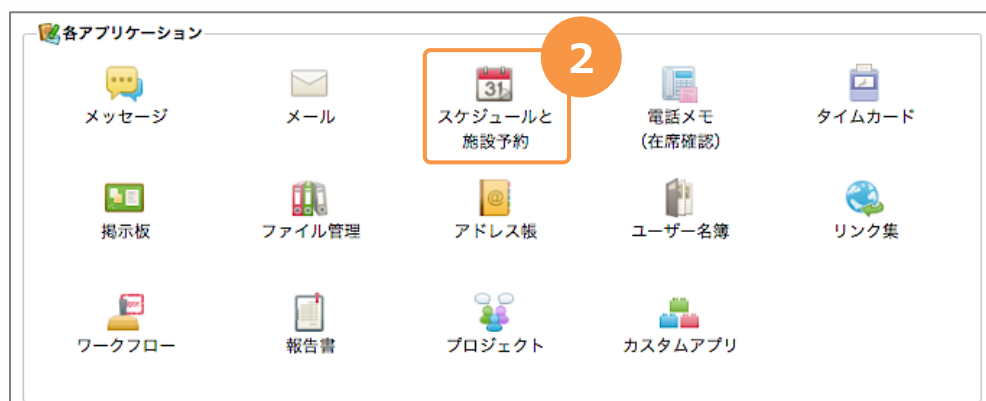 各アプリケーション
2
31
メッセージ
メール
スケジュールと
施設予約
電話メモ
(在席確認)
タイムカード
掲示板
ファイル管理
@
アドレス帳
ユーザー名簿
リンク集
ワークフロー
報告書
プロジェクト
カスタムアプリ